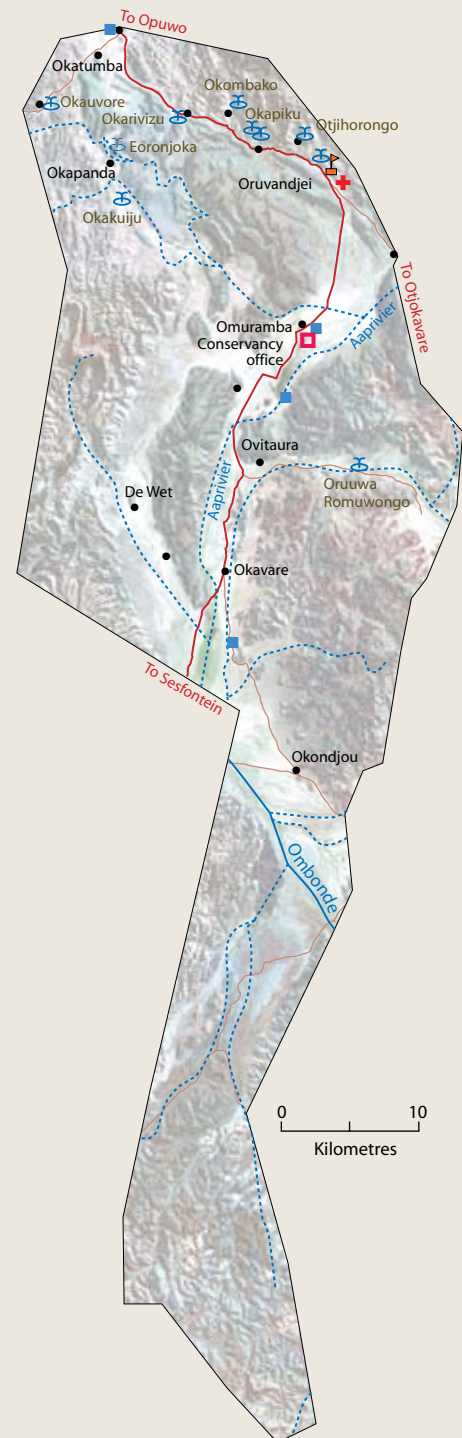 To Opuwo
Okatumba
Okombako
Okauvore
Okarivizu
Okapiku
Otjihorongo
Eoronjoka
Okapanda
Oruvandjei
Okakuiju
To Otjokavare
Omuramba
Conservancy
office
Aaprivier
Ovitaura
Aaprivier
De Wet
Oruuwa
Romuwongo
Okavare
To Sesfontein
Okondjou
Ombonde
0 10
Kilometres